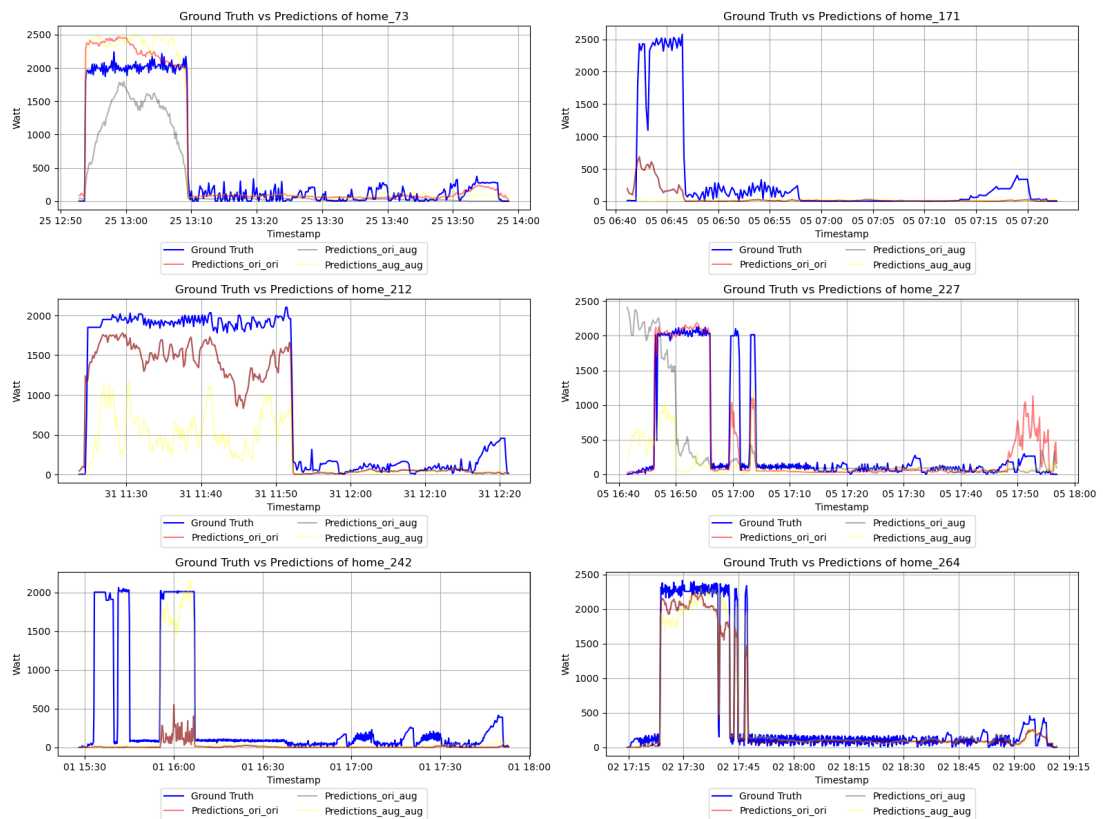 Ground Truth vs Predictions of home_73
2500
2000
1500
1000
500
0
Watt
25 12:50
25 13:00
25 13:10
25 13:20
25 13:30
25 13:40
25 13:50
25 14:00
Timestamp
Ground Truth
Predictions_ori_ori
Predictions_ori_aug
Predictions_aug_aug
Ground Truth vs Predictions of home_171
2500
2000
1500
1000
500
0
Watt
05 06:40
05 06:45
05 06:50
05 06:55
05 07:00
05 07:05
05 07:10
05 07:15
05 07:20
Timestamp
Ground Truth
Predictions_ori_ori
Predictions_ori_aug
Predictions_aug_aug
Ground Truth vs Predictions of home_212
2000
1500
1000
500
0
Watt
31 11:30
31 11:40
31 11:50
31 12:00
31 12:10
31 12:20
Timestamp
Ground Truth
Predictions_ori_ori
Predictions_ori_aug
Predictions_aug_aug
Ground Truth vs Predictions of home_227
2500
2000
1500
1000
500
0
Watt
05 16:40
05 16:50
05 17:00
05 17:10
05 17:20
05 17:30
05 17:40
05 17:50
05 18:00
Timestamp
Ground Truth
Predictions_ori_ori
Predictions_ori_aug
Predictions_aug_aug
Ground Truth vs Predictions of home_242
2000
1500
1000
500
0
Watt
01 15:30
01 16:00
01 16:30
01 17:00
01 17:30
01 18:00
Timestamp
Ground Truth
Predictions_ori_ori
Predictions_ori_aug
Predictions_aug_aug
Ground Truth vs Predictions of home_264
2500
2000
1500
1000
500
0
Watt
02 17:15
02 17:30
02 17:45
02 18:00
02 18:15
02 18:30
02 18:45
02 19:00
02 19:15
Timestamp
Ground Truth
Predictions_ori_ori
Predictions_ori_aug
Predictions_aug_aug